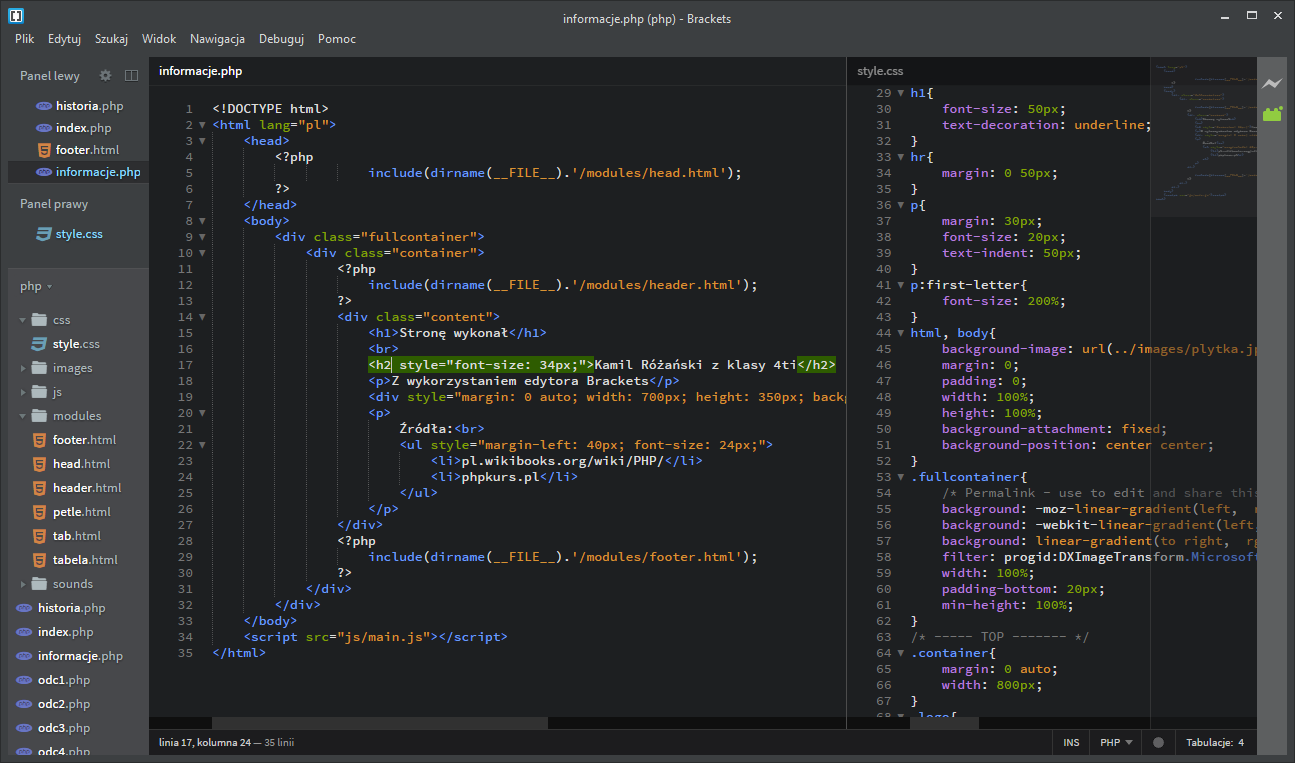 informacje.php (php) - Brackets
Plik Edytuj Szukaj Widok Nawigacja Debuguj Pomoc
Panel lewy
historia.php
index.php
footer.html
informacje.php
Panel prawy
style.css
php
css
style.css
images
js
modules
footer.html
head.html
header.html
petle.html
tab.html
tabela.html
sounds
historia.php
index.php
informacje.php
odc1.php
odc2.php
odc3.php
odc4.php
informacje.php
1 <!DOCTYPE html>
2 <html lang="pl">
3 <head>
4 <?php
5 include(dirname(__FILE__).'/modules/head.html');
6 ?>
7 </head>
8 <body>
9 <div class="fullcontainer">
10 <div class="container">
11 <?php
12 include(dirname(__FILE__).'/modules/header.html');
13 ?>
14 <div class="content">
15 <h1>Stronę wykonał</h1>
16 <br>
17 <h2 style="font-size: 34px;">Kamil Różański z klasy 4ti</h2>
18 <p>Z wykorzystaniem edytora Brackets</p>
19 <div style="margin: 0 auto; width: 700px; height: 350px; backg
20 <p>
21 Źródła:<br>
22 <ul style="margin-left: 40px; font-size: 24px;">
23 <li>pl.wikibooks.org/wiki/PHP/</li>
24 <li>phpkurs.pl</li>
25 </ul>
26 </p>
27 </div>
28 <?php
29 include(dirname(__FILE__).'/modules/footer.html');
30 ?>
31 </div>
32 </div>
33 </body>
34 <script src="js/main.js"></script>
35 </html>
style.css
29 h1{
30 font-size: 50px;
31 text-decoration: underline;
32 }
33 hr{
34 margin: 0 50px;
35 }
36 p{
37 margin: 30px;
38 font-size: 20px;
39 text-indent: 50px;
40 }
41 p:first-letter{
42 font-size: 200%;
43 }
44 html, body{
45 background-image: url(../images/plytka.jp
46 margin: 0;
47 padding: 0;
48 width: 100%;
49 height: 100%;
50 background-attachment: fixed;
51 background-position: center center;
52 }
53 .fullcontainer{
54 /* Permalink - use to edit and share this
55 background: -moz-linear-gradient(left, r
56 background: -webkit-linear-gradient(left,
57 background: linear-gradient(to right, rg
58 filter: progid:DXImageTransform.Microsoft
59 width: 100%;
60 padding-bottom: 20px;
61 min-height: 100%;
62 }
63 /* ----- TOP ------- */
64 .container{
65 margin: 0 auto;
66 width: 800px;
67 }
68 .logo{
linia 17, kolumna 24 — 35 linii
INS PHP Tabulacje: 4